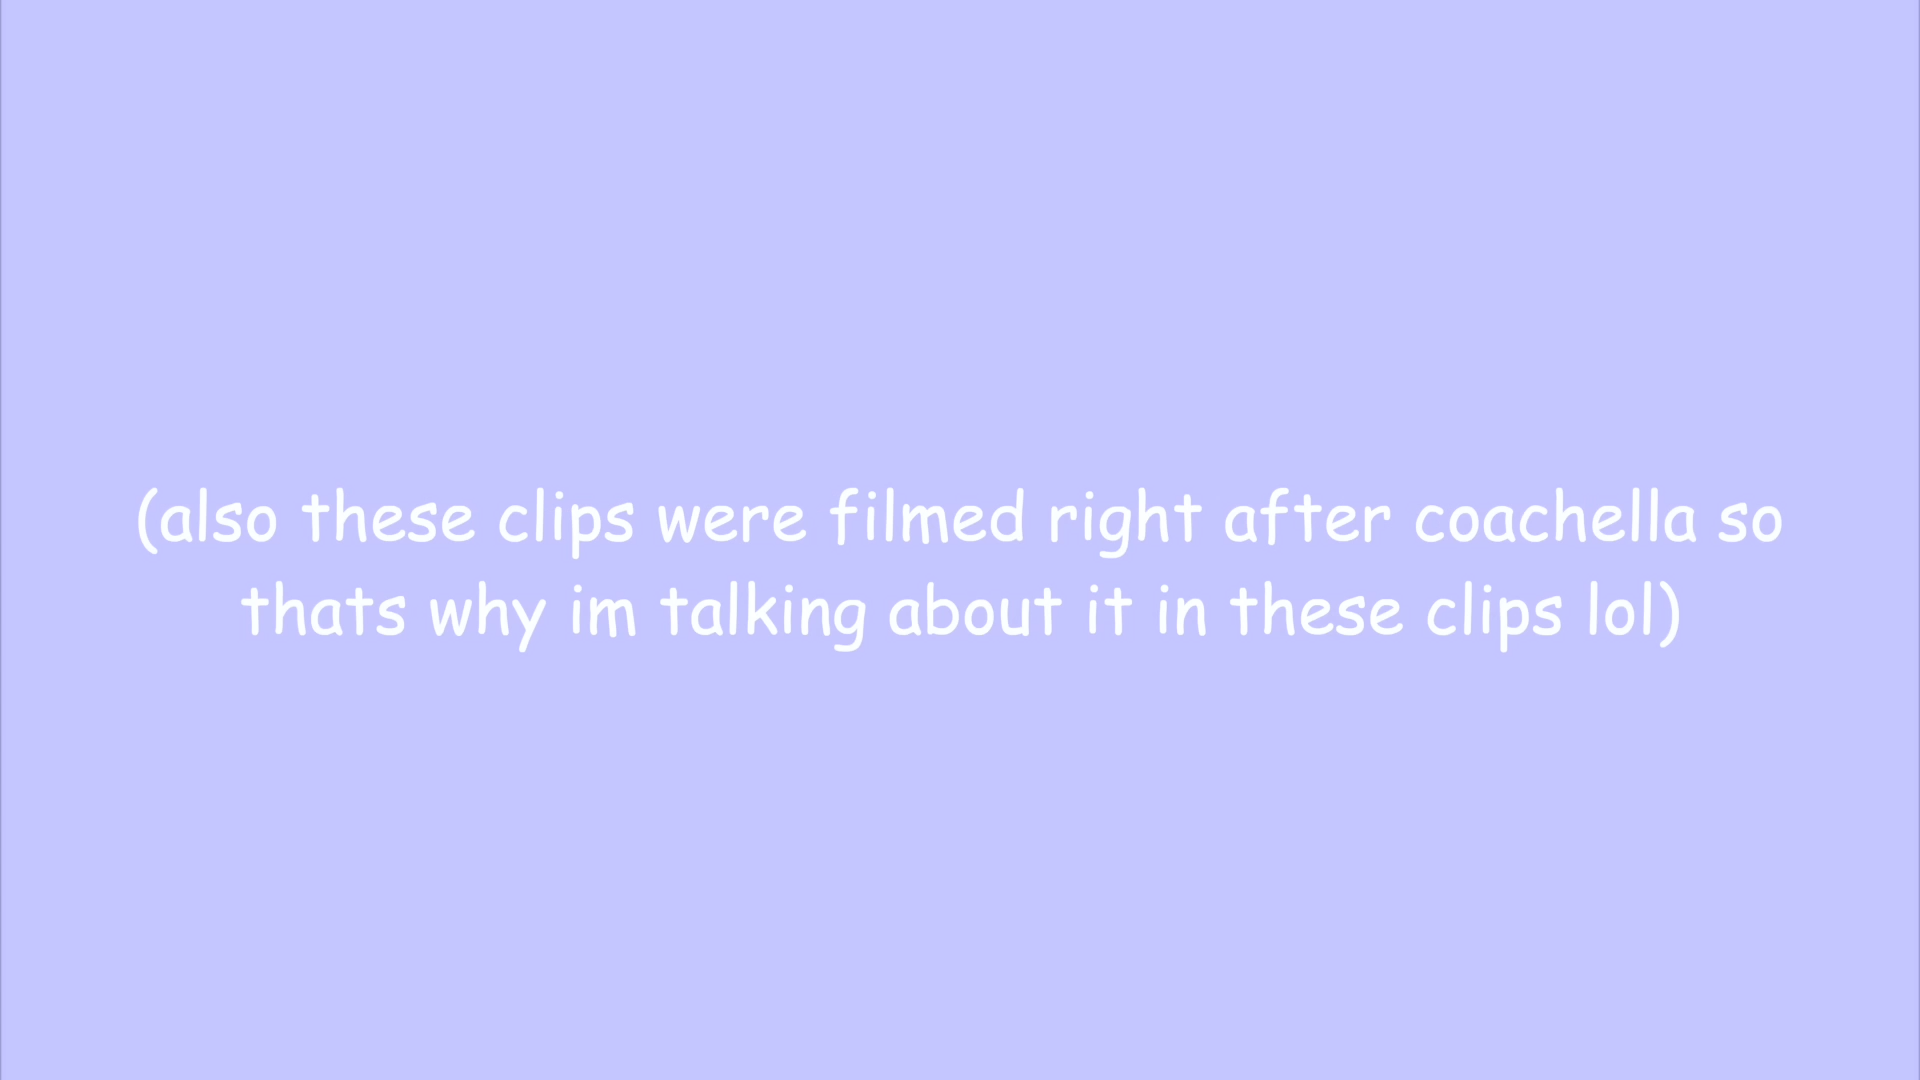 (also these clips were filmed right after coachella so
thats why im talking about it in these clips lol)